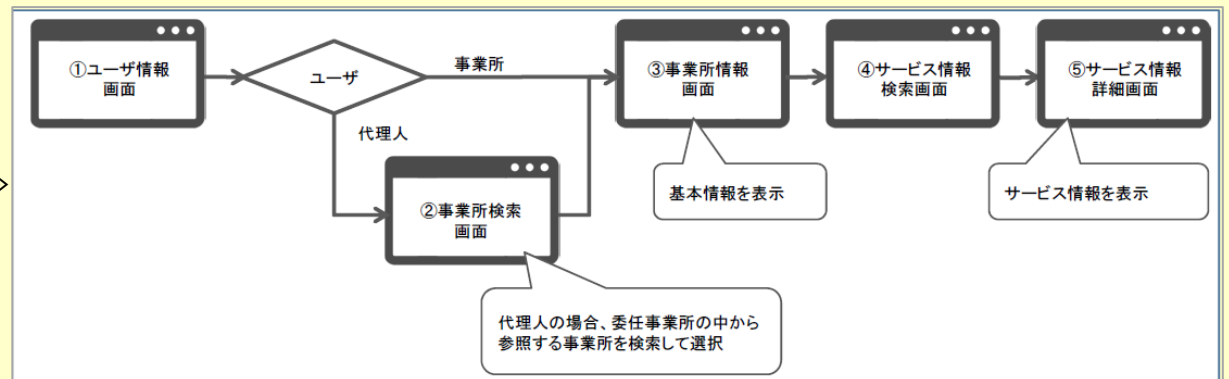 ①ユーザ情報
画面
ユーザ
事業所
代理人
②事業所検索
画面
代理人の場合、委任事業所の中から
参照する事業所を検索して選択
③事業所情報
画面
基本情報を表示
④サービス情報
検索画面
⑤サービス情報
詳細画面
サービス情報を表示